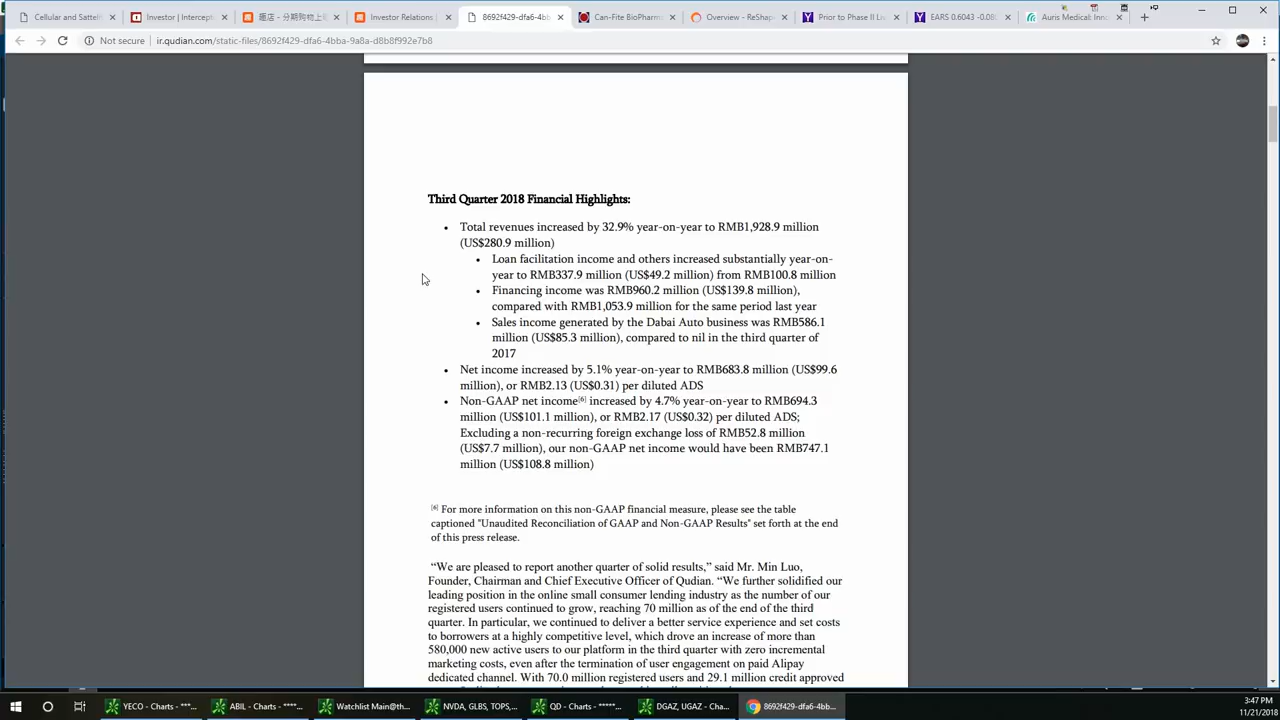 Cellular and Satelli
Investor | Intercept
趣店 - 分期购物上
Investor Relations
8692f429-dfa6-4bb
Can-Fite BioPharm
Overview - ReShap
Prior to Phase II Liv
EARS 0.6043 -0.08
Auris Medical: Inno
Not secure | ir.qudian.com/static-files/8692f429-dfa6-4bba-9a8a-d8b8f992e7b8
Third Quarter 2018 Financial Highlights:
• Total revenues increased by 32.9% year-on-year to RMB1,928.9 million
(US$280.9 million)
• Loan facilitation income and others increased substantially year-on-
year to RMB337.9 million (US$49.2 million) from RMB100.8 million
• Financing income was RMB960.2 million (US$139.8 million),
compared with RMB1,053.9 million for the same period last year
• Sales income generated by the Dabai Auto business was RMB586.1
million (US$85.3 million), compared to nil in the third quarter of
2017
• Net income increased by 5.1% year-on-year to RMB683.8 million (US$99.6
million), or RMB2.13 (US$0.31) per diluted ADS
• Non-GAAP net income[6] increased by 4.7% year-on-year to RMB694.3
million (US$101.1 million), or RMB2.17 (US$0.32) per diluted ADS;
Excluding a non-recurring foreign exchange loss of RMB52.8 million
(US$7.7 million), our non-GAAP net income would have been RMB747.1
million (US$108.8 million)
[6] For more information on this non-GAAP financial measure, please see the table
captioned "Unaudited Reconciliation of GAAP and Non-GAAP Results" set forth at the end
of this press release.
“We are pleased to report another quarter of solid results,” said Mr. Min Luo,
Founder, Chairman and Chief Executive Officer of Qudian. “We further solidified our
leading position in the online small consumer lending industry as the number of our
registered users continued to grow, reaching 70 million as of the end of the third
quarter. In particular, we continued to deliver a better service experience and set costs
to borrowers at a highly competitive level, which drove an increase of more than
580,000 new active users to our platform in the third quarter with zero incremental
marketing costs, even after the termination of user engagement on paid Alipay
dedicated channel. With 70.0 million registered users and 29.1 million credit approved
YECO - Charts - ****...
ABIL - Charts - ****...
Watchlist Main@th...
NVDA, GLBS, TOPS,...
QD - Charts - *****...
DGAZ, UGAZ - Cha...
8692f429-dfa6-4bb...
3:47 PM
11/21/2018